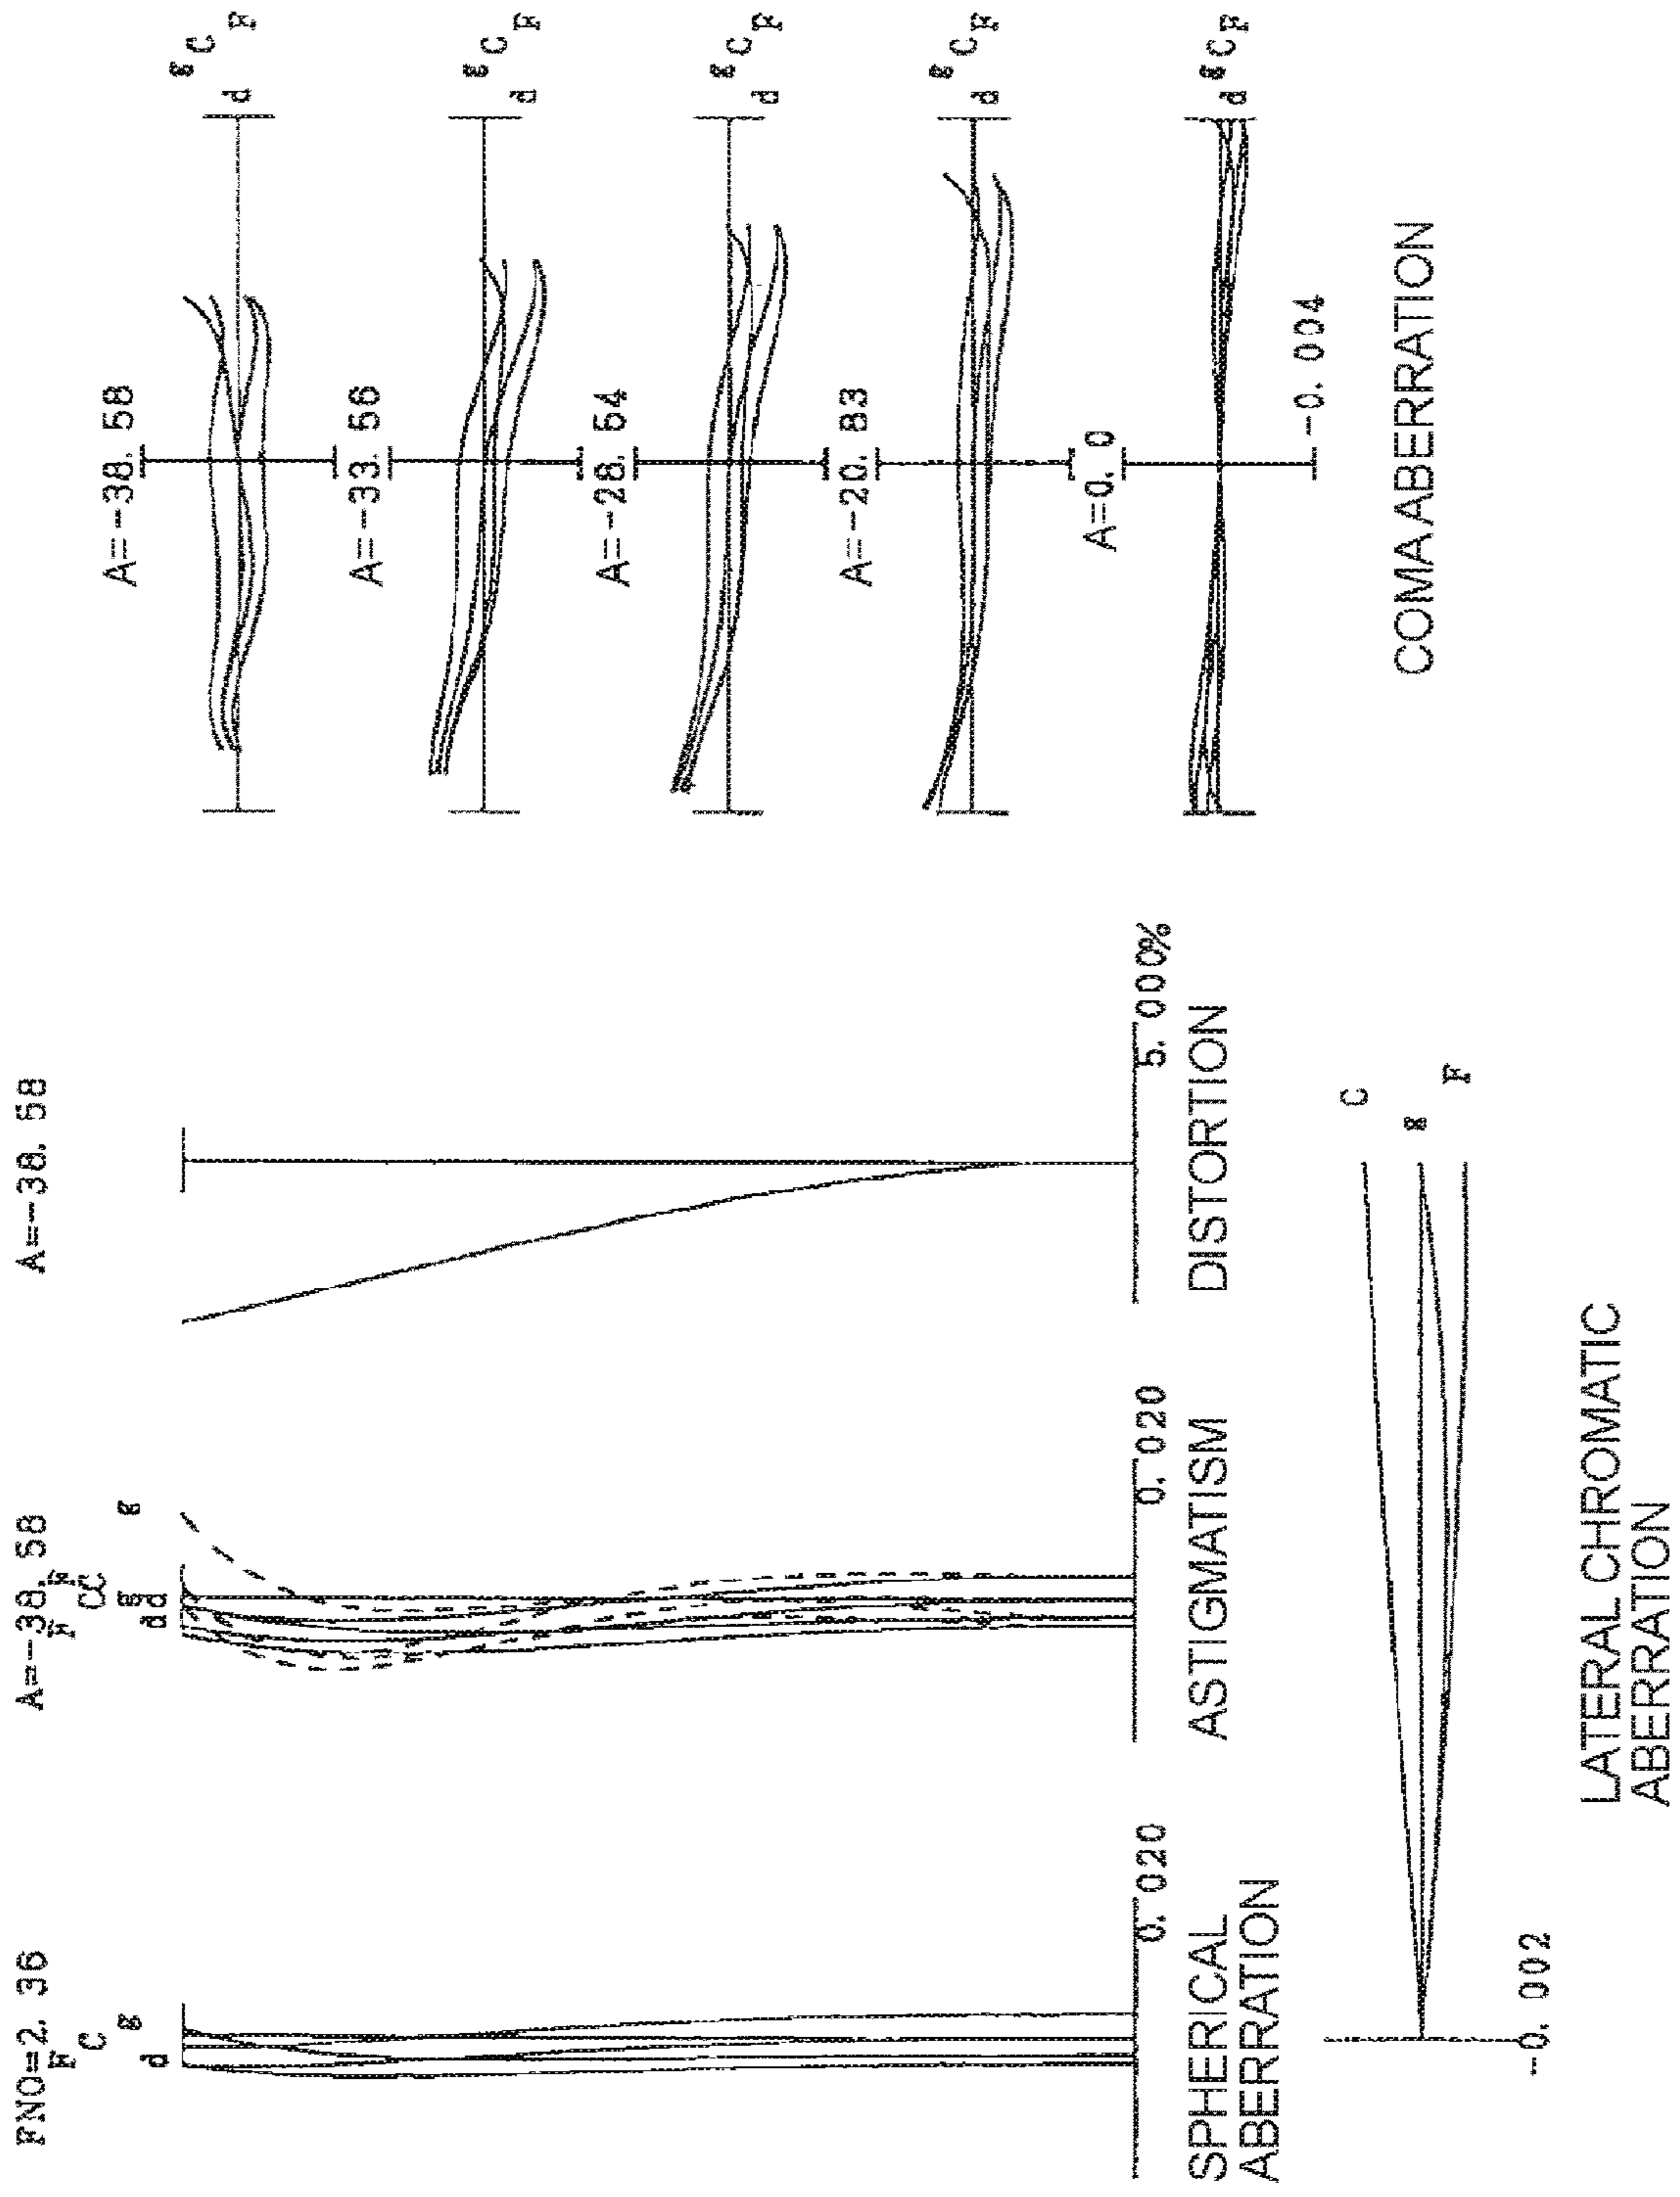 FNO=2. 36
F
C
g
d
0. 020
SPHERICAL
ABERRATION
A=-38. 58
F
F
C
C
g
g
dd
0. 020
ASTIGMATISM
A=-38. 58
5. 000%
DISTORTION
A=-38. 58
g
C
F
d
A=-33. 56
g
C
F
d
A=-28. 54
g
C
F
d
A=-20. 83
g
C
F
d
A=0. 0
g
C
F
d
-0. 004
COMA ABERRATION
C
g
F
-0. 002
LATERAL CHROMATIC
ABERRATION